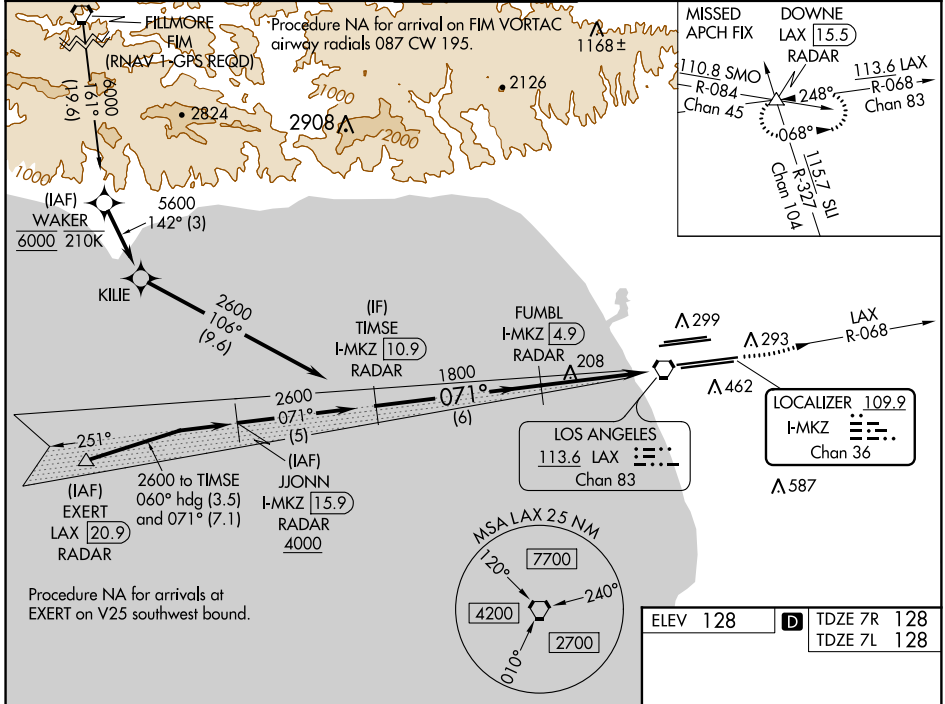 FILLMORE
FIM
(RNAV 1-GPS REQD)
Procedure NA for arrival on FIM VORTAC
airway radials 087 CW 195.
1168 ±
2126
1000
2824
2908
2000
1000
6000
161°
(19.6)
MISSED
APCH FIX
DOWNE
LAX 15.5
RADAR
110.8 SMO
R-084
Chan 45
113.6 LAX
R-068
Chan 83
248°
068°
115.7 SLI
R-327
Chan 104
(IAF)
WAKER
6000 210K
5600
142° (3)
KILIE
2600
106°
(9.6)
(IF)
TIMSE
I-MKZ 10.9
RADAR
FUMBL
I-MKZ 4.9
RADAR
208
299
293
462
587
LAX
R-068
1800
071°
(6)
2600
071°
(5)
251°
(IAF)
EXERT
LAX 20.9
RADAR
2600 to TIMSE
060° hdg (3.5)
and 071° (7.1)
(IAF)
JJONN
I-MKZ 15.9
RADAR
4000
LOS ANGELES
113.6 LAX
Chan 83
LOCALIZER 109.9
I-MKZ
Chan 36
Procedure NA for arrivals at
EXERT on V25 southwest bound.
MSA LAX 25 NM
120°
7700
240°
4200
2700
010°
ELEV 128
D
TDZE 7R 128
TDZE 7L 128